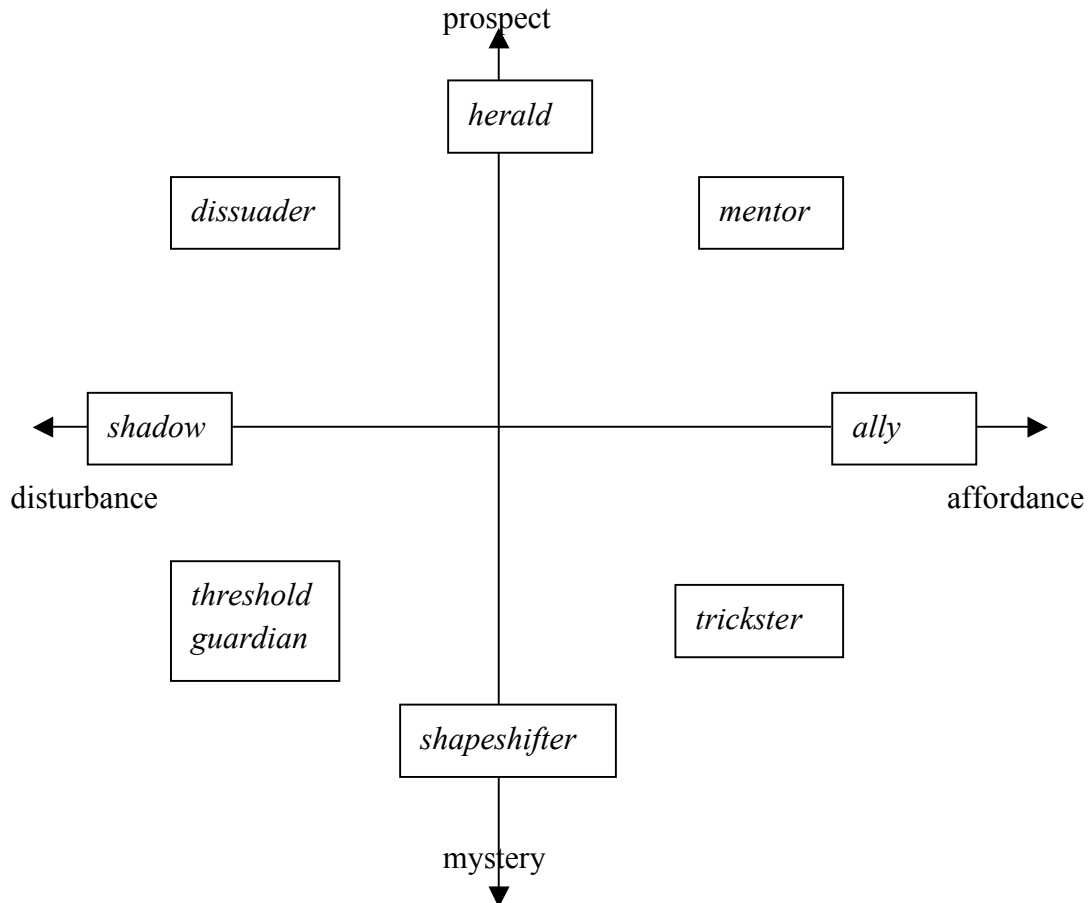 prospect
herald
dissuader
mentor
shadow
ally
disturbance
affordance
threshold
guardian
trickster
shapeshifter
mystery